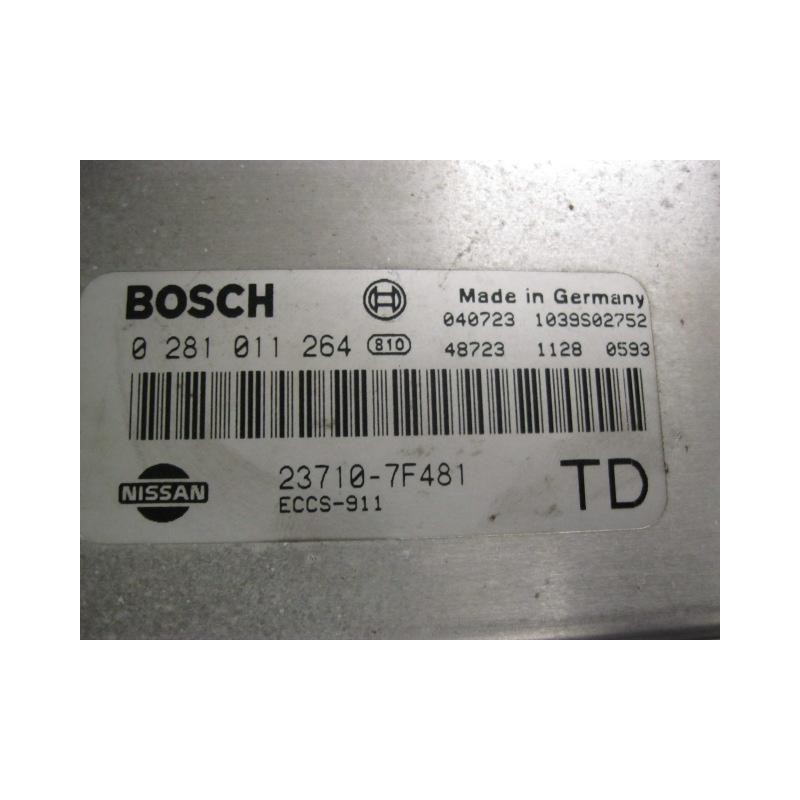 BOSCH Made in Germany
040723 1039S02752
0 281 011 264 810 48723 1128 0593
NISSAN 23710-7F481 TD
ECCS-911